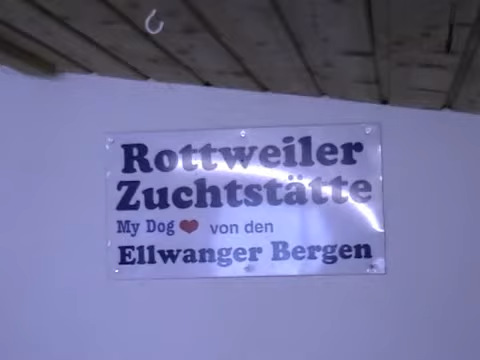 Rottweiler
Zuchtstätte
My Dog ❤ von den
Ellwanger Bergen